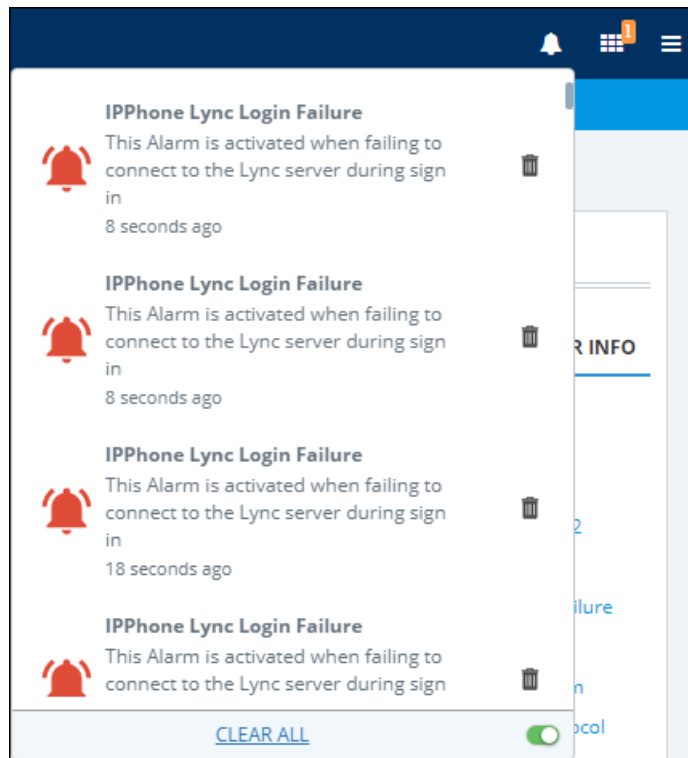 1
IPPhone Lync Login Failure
This Alarm is activated when failing to
connect to the Lync server during sign
in
8 seconds ago
IPPhone Lync Login Failure
This Alarm is activated when failing to
connect to the Lync server during sign
in
8 seconds ago
R INFO
IPPhone Lync Login Failure
This Alarm is activated when failing to
connect to the Lync server during sign
in
18 seconds ago
2
ilure
IPPhone Lync Login Failure
This Alarm is activated when failing to
connect to the Lync server during sign
CLEAR ALL
ocol